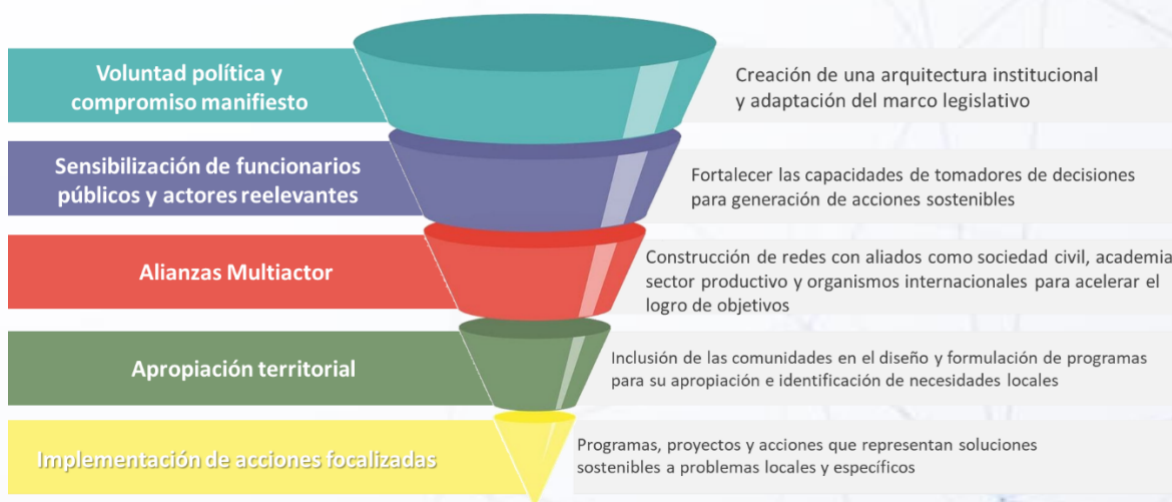 Voluntad política y
compromiso manifiesto
Creación de una arquitectura institucional
y adaptación del marco legislativo
Sensibilización de funcionarios
públicos y actores reelevantes
Fortalecer las capacidades de tomadores de decisiones
para generación de acciones sostenibles
Alianzas Multiactor
Construcción de redes con aliados como sociedad civil, academia
sector productivo y organismos internacionales para acelerar el
logro de objetivos
Apropiación territorial
Inclusión de las comunidades en el diseño y formulación de programas
para su apropiación e identificación de necesidades locales
Implementación de acciones focalizadas
Programas, proyectos y acciones que representan soluciones
sostenibles a problemas locales y específicos